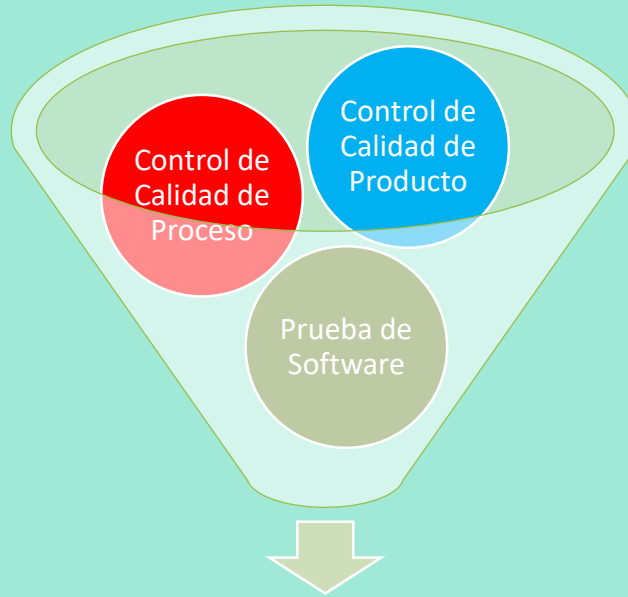 Control de
Calidad de
Proceso
Control de
Calidad de
Producto
Prueba de
Software